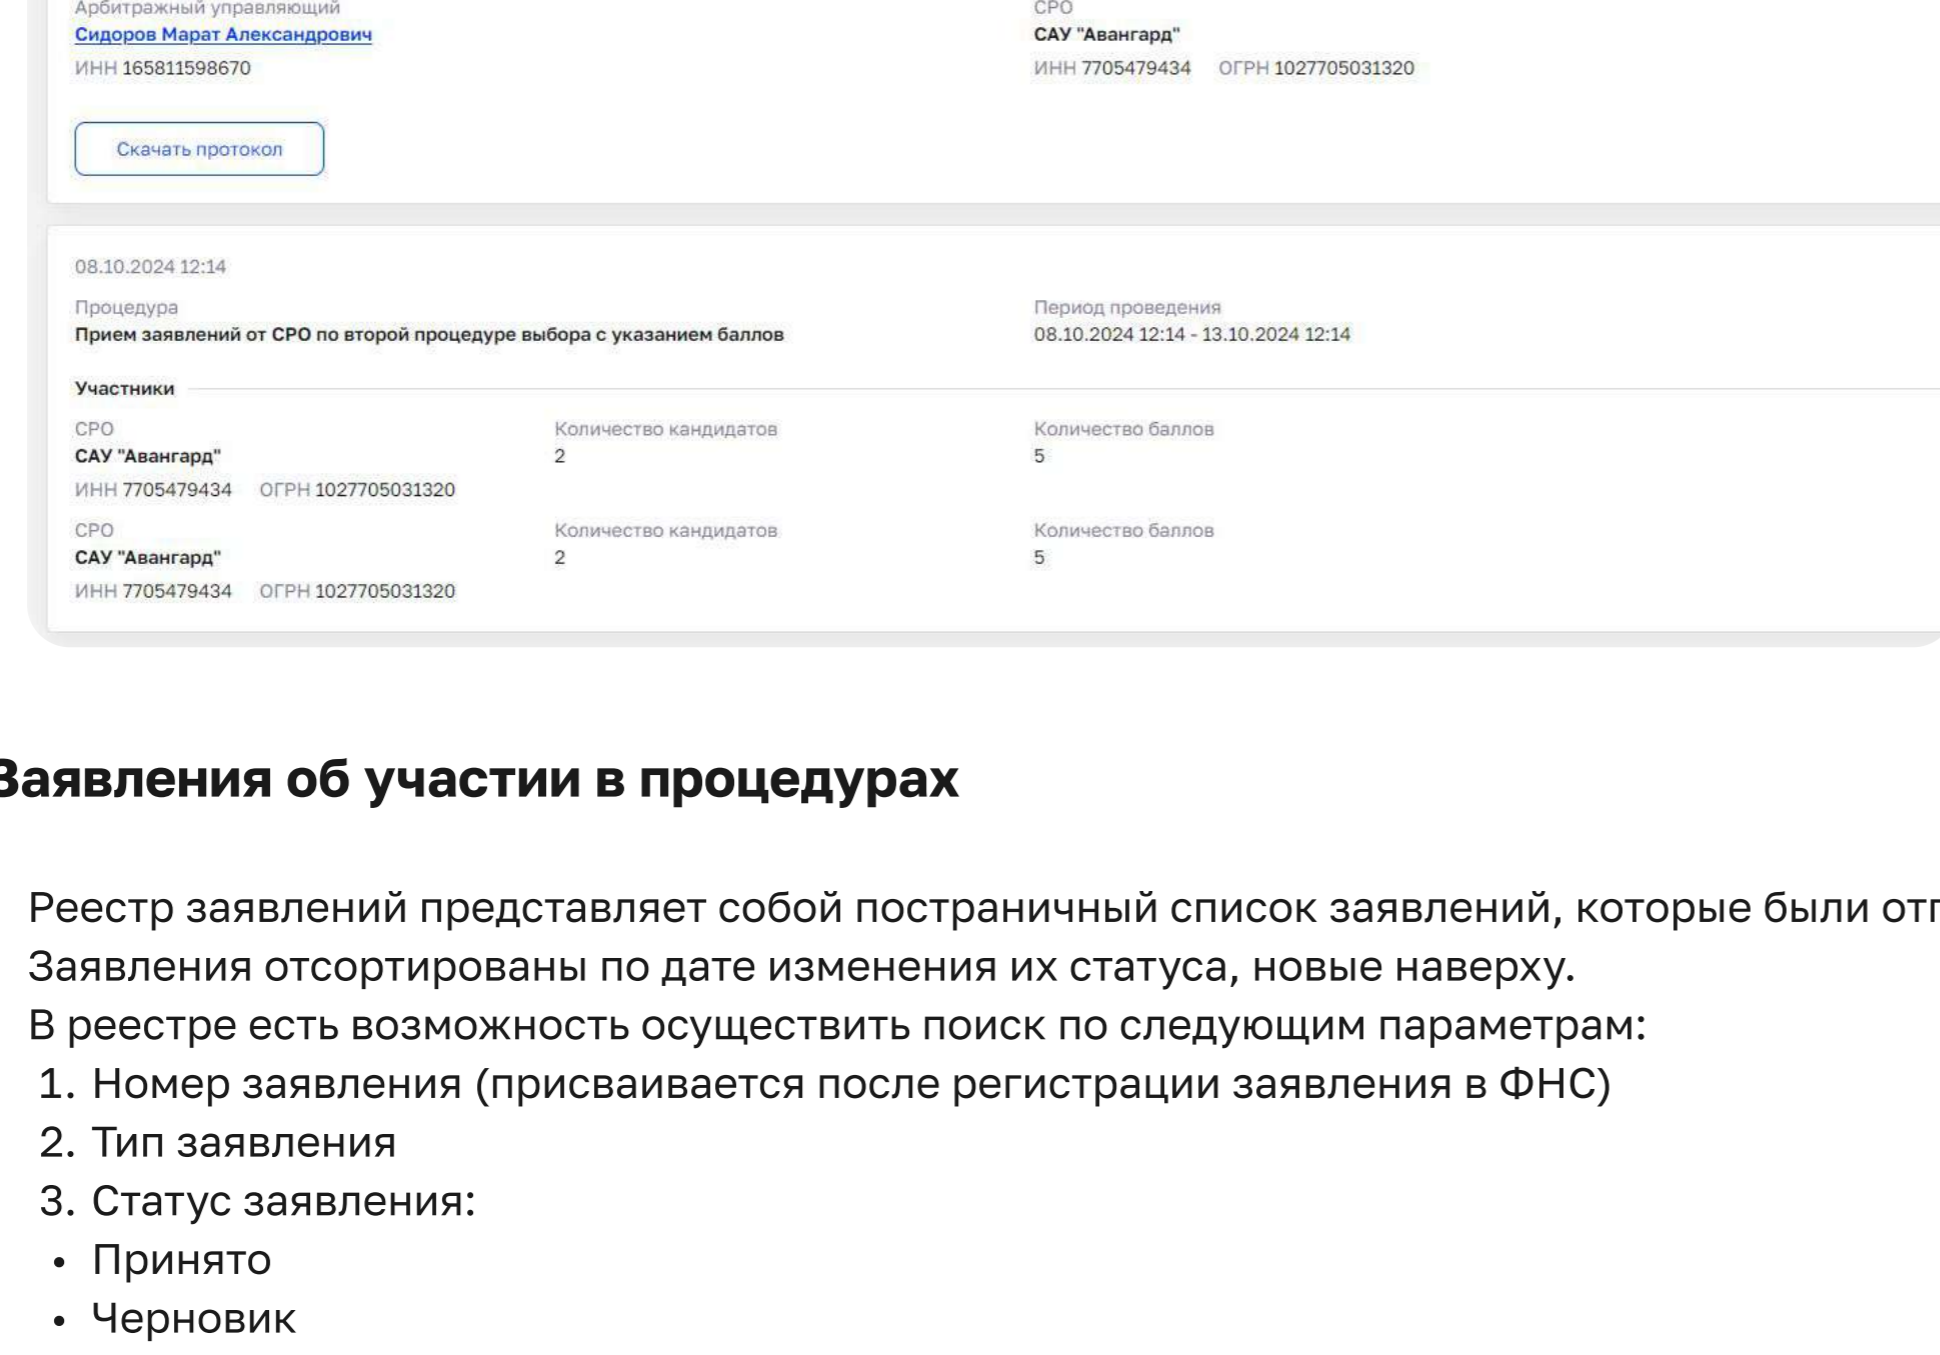 Арбитражный управляющий СРО
Сидоров Марат Александрович САУ "Авангард"
ИНН 165811598670 ИНН 7705479434 ОГРН 1027705031320
Скачать протокол
08.10.2024 12:14
Процедура Период проведения
Прием заявлений от СРО по второй процедуре выбора с указанием баллов 08.10.2024 12:14 - 13.10.2024 12:14
Участники
СРО Количество кандидатов Количество баллов
САУ "Авангард" 2 5
ИНН 7705479434 ОГРН 1027705031320
СРО Количество кандидатов Количество баллов
САУ "Авангард" 2 5
ИНН 7705479434 ОГРН 1027705031320
Заявления об участии в процедурах
Реестр заявлений представляет собой постраничный список заявлений, которые были
Заявления отсортированы по дате изменения их статуса, новые наверху.
В реестре есть возможность осуществить поиск по следующим параметрам:
1. Номер заявления (присваивается после регистрации заявления в ФНС)
2. Тип заявления
3. Статус заявления:
• Принято
• Черновик